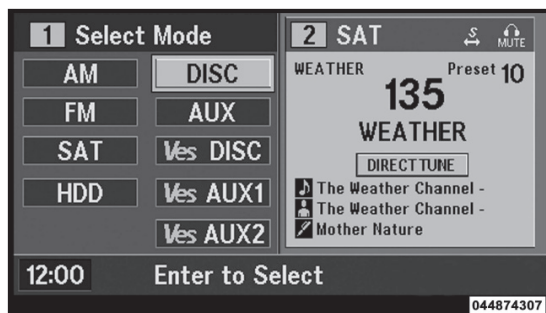 1 Select Mode
AM
DISC
FM
AUX
SAT
Ves DISC
HDD
Ves AUX1
Ves AUX2
2 SAT
S
MUTE
WEATHER
Preset 10
135
WEATHER
DIRECT TUNE
The Weather Channel -
The Weather Channel -
Mother Nature
12:00
Enter to Select
044874307